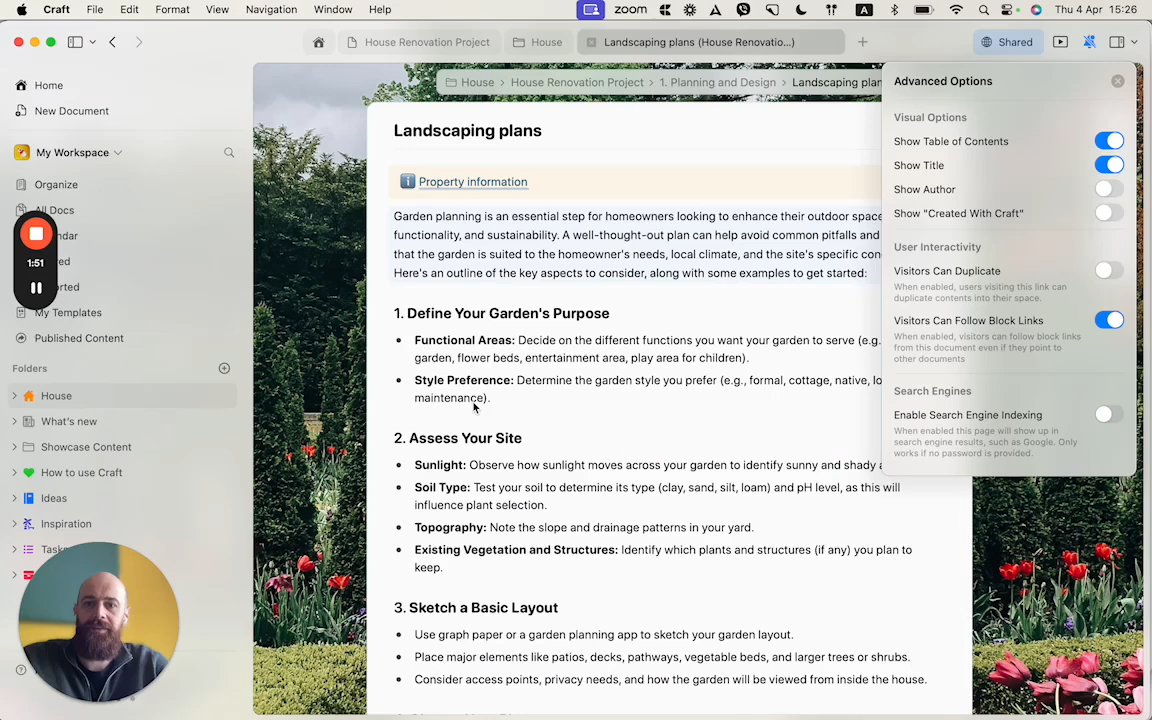 Craft File Edit Format View Navigation Window Help zoom A Thu 4 Apr 15:26
House Renovation Project House Landscaping plans (House Renovatio...) Shared
Home
New Document
My Workspace
Organize
All Docs
1:51
My Templates
Published Content
Folders
House
What's new
Showcase Content
How to use Craft
Ideas
Inspiration
House > House Renovation Project > 1. Planning and Design > Landscaping plan
Landscaping plans
Property information
Garden planning is an essential step for homeowners looking to enhance their outdoor space
functionality, and sustainability. A well-thought-out plan can help avoid common pitfalls and
that the garden is suited to the homeowner's needs, local climate, and the site's specific con
Here's an outline of the key aspects to consider, along with some examples to get started:
1. Define Your Garden's Purpose
• Functional Areas: Decide on the different functions you want your garden to serve (e.g.
garden, flower beds, entertainment area, play area for children).
• Style Preference: Determine the garden style you prefer (e.g., formal, cottage, native, lo
maintenance).
2. Assess Your Site
• Sunlight: Observe how sunlight moves across your garden to identify sunny and shady a
• Soil Type: Test your soil to determine its type (clay, sand, silt, loam) and pH level, as this will
influence plant selection.
• Topography: Note the slope and drainage patterns in your yard.
• Existing Vegetation and Structures: Identify which plants and structures (if any) you plan to
keep.
3. Sketch a Basic Layout
• Use graph paper or a garden planning app to sketch your garden layout.
• Place major elements like patios, decks, pathways, vegetable beds, and larger trees or shrubs.
• Consider access points, privacy needs, and how the garden will be viewed from inside the house.
Advanced Options
Visual Options
Show Table of Contents
Show Title
Show Author
Show "Created With Craft"
User Interactivity
Visitors Can Duplicate
When enabled, users visiting this link can
duplicate contents into their space.
Visitors Can Follow Block Links
When enabled, visitors can follow block links
from this document even if they point to
other documents
Search Engines
Enable Search Engine Indexing
When enabled this page will show up in
search engine results, such as Google. Only
works if no password is provided.